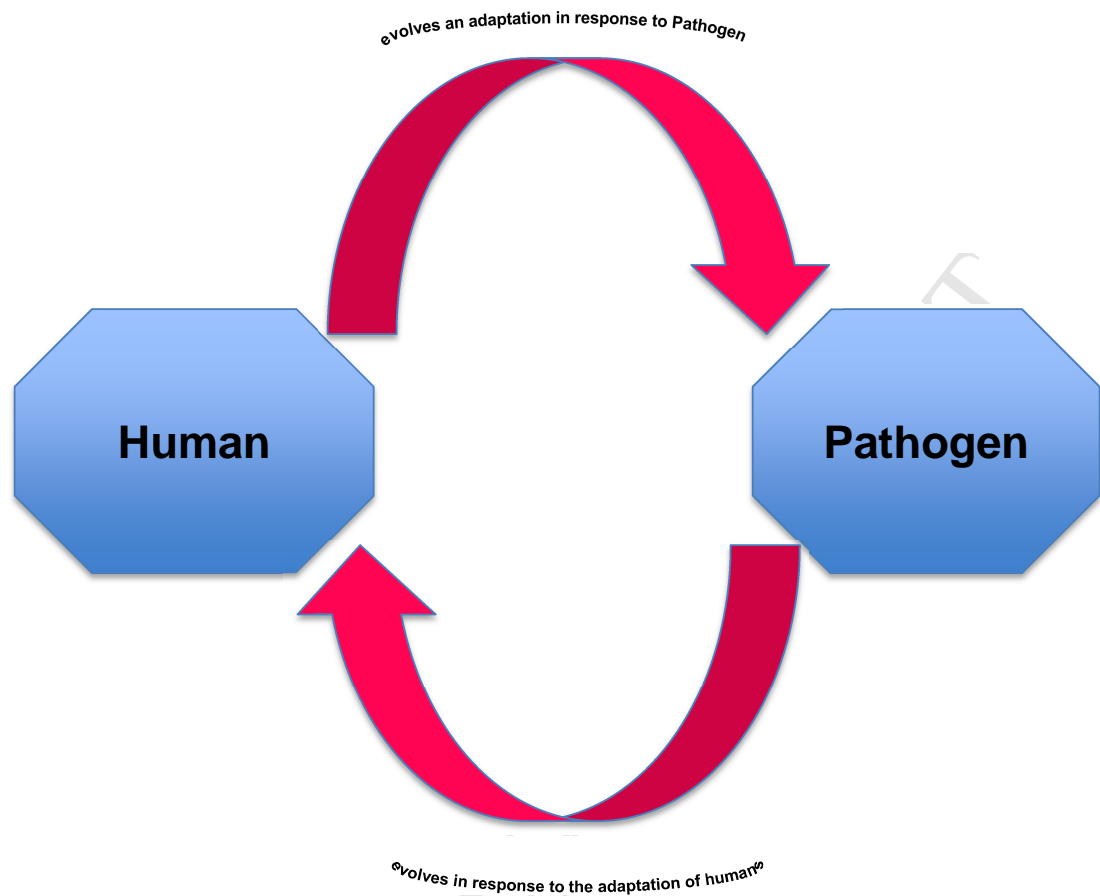 evolves an adaptation in response to Pathogen
T
Human
Pathogen
evolves in response to the adaptation of humans